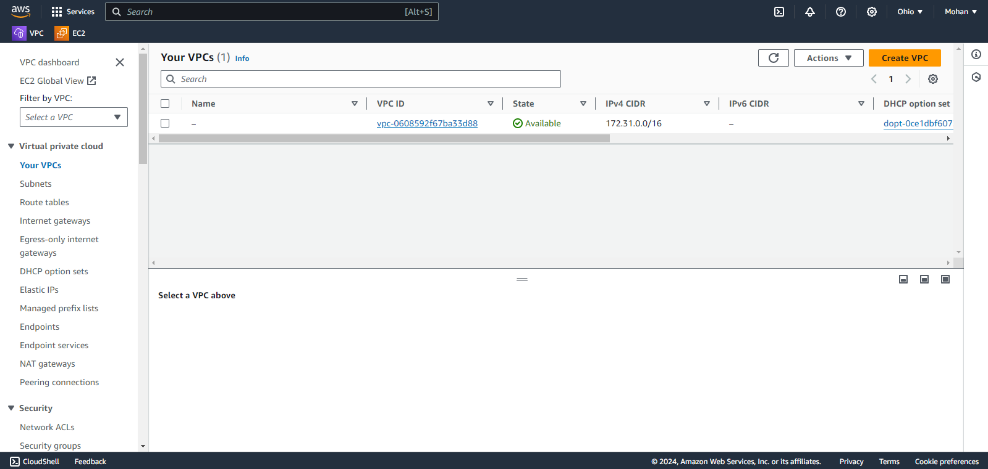 aws Services Search [Alt+S] Ohio ▼ Mohan ▼
VPC EC2
VPC dashboard
EC2 Global View
Filter by VPC:
Select a VPC
Virtual private cloud
Your VPCs
Subnets
Route tables
Internet gateways
Egress-only internet
gateways
DHCP option sets
Elastic IPs
Managed prefix lists
Endpoints
Endpoint services
NAT gateways
Peering connections
Security
Network ACLs
Security groups
Your VPCs (1) Info
Actions ▼ Create VPC
Search
1
Name VPC ID State IPv4 CIDR IPv6 CIDR DHCP option set
– vpc-0608592f67ba33d88 Available 172.31.0.0/16 – dopt-0ce1dbf607
Select a VPC above
CloudShell Feedback © 2024, Amazon Web Services, Inc. or its affiliates. Privacy Terms Cookie preferences